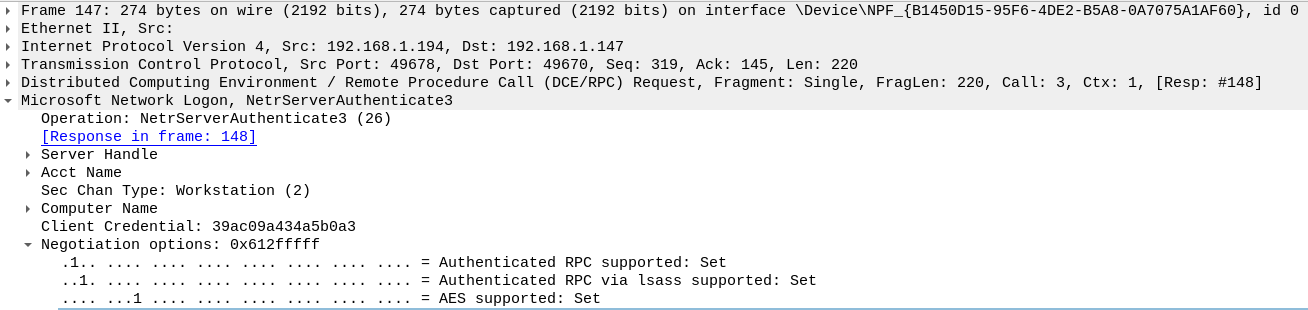 Frame 147: 274 bytes on wire (2192 bits), 274 bytes captured (2192 bits) on interface \Device\NPF_{B1450D15-95F6-4DE2-B5A8-0A7075A1AF60}, id 0
Ethernet II, Src:
Internet Protocol Version 4, Src: 192.168.1.194, Dst: 192.168.1.147
Transmission Control Protocol, Src Port: 49678, Dst Port: 49670, Seq: 319, Ack: 145, Len: 220
Distributed Computing Environment / Remote Procedure Call (DCE/RPC) Request, Fragment: Single, FragLen: 220, Call: 3, Ctx: 1, [Resp: #148]
Microsoft Network Logon, NetrServerAuthenticate3
Operation: NetrServerAuthenticate3 (26)
[Response in frame: 148]
Server Handle
Acct Name
Sec Chan Type: Workstation (2)
Computer Name
Client Credential: 39ac09a434a5b0a3
Negotiation options: 0x612fffff
.1.. .... .... .... .... .... .... .... = Authenticated RPC supported: Set
..1. .... .... .... .... .... .... .... = Authenticated RPC via lsass supported: Set
.... ...1 .... .... .... .... .... .... = AES supported: Set